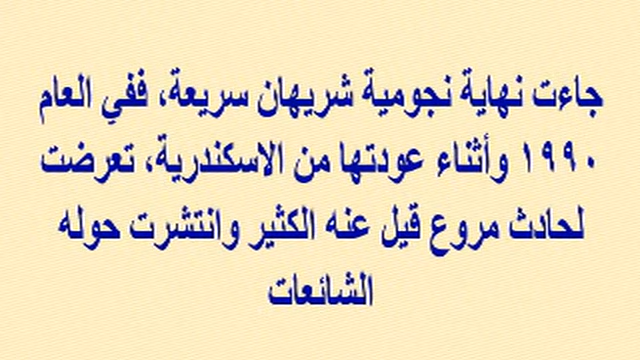 جاءت نهاية نجومية شريهان سريعة، ففي العام
١٩٩٠ وأثناء عودتها من الاسكندرية، تعرضت
لحادث مروع قيل عنه الكثير وانتشرت حوله
الشائعات